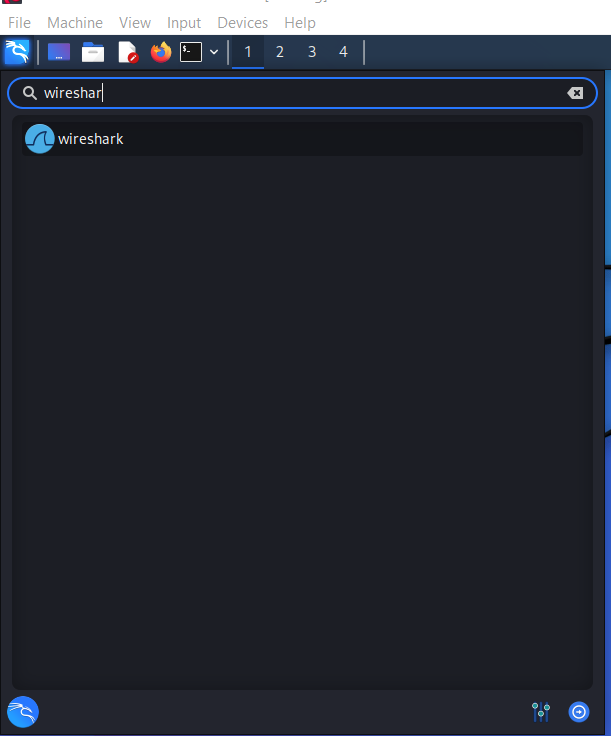 File Machine View Input Devices Help
$_ 1 2 3 4
wireshar
wireshark